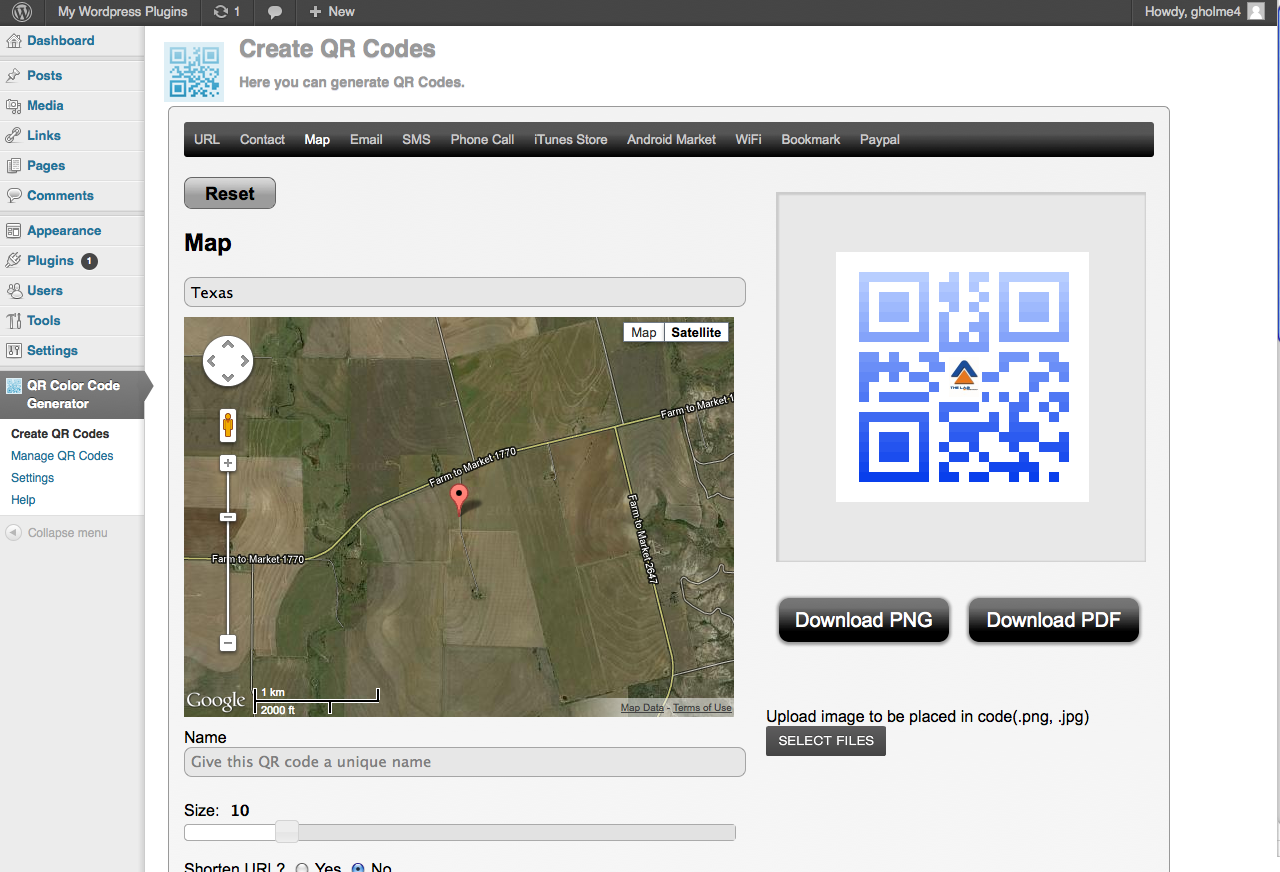 My Wordpress Plugins 1 New Howdy, gholme4
Dashboard
Posts
Media
Links
Pages
Comments
Appearance
Plugins 1
Users
Tools
Settings
QR Color Code
Generator
Create QR Codes
Manage QR Codes
Settings
Help
Collapse menu
Create QR Codes
Here you can generate QR Codes.
URL Contact Map Email SMS Phone Call iTunes Store Android Market WiFi Bookmark Paypal
Reset
Map
Texas
Map Satellite
Farm to Market 1
Farm to Market 1770
Farm to Market 1770
Farm to Market 2647
Google
1 km
2000 ft
Map Data - Terms of Use
Name
Give this QR code a unique name
Size: 10
Shorten URL? Yes No
THE LAB
Download PNG Download PDF
Upload image to be placed in code(.png, .jpg)
SELECT FILES